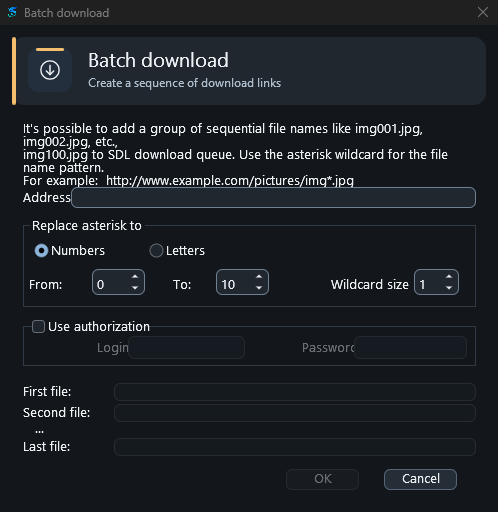 Batch download
Batch download
Create a sequence of download links
It's possible to add a group of sequential file names like img001.jpg,
img002.jpg, etc.,
img100.jpg to SDL download queue. Use the asterisk wildcard for the file
name pattern.
For example: http://www.example.com/pictures/img*.jpg
Address
Replace asterisk to
Numbers Letters
From: 0 To: 10 Wildcard size 1
Use authorization
Login Password
First file:
Second file:
...
Last file:
OK Cancel